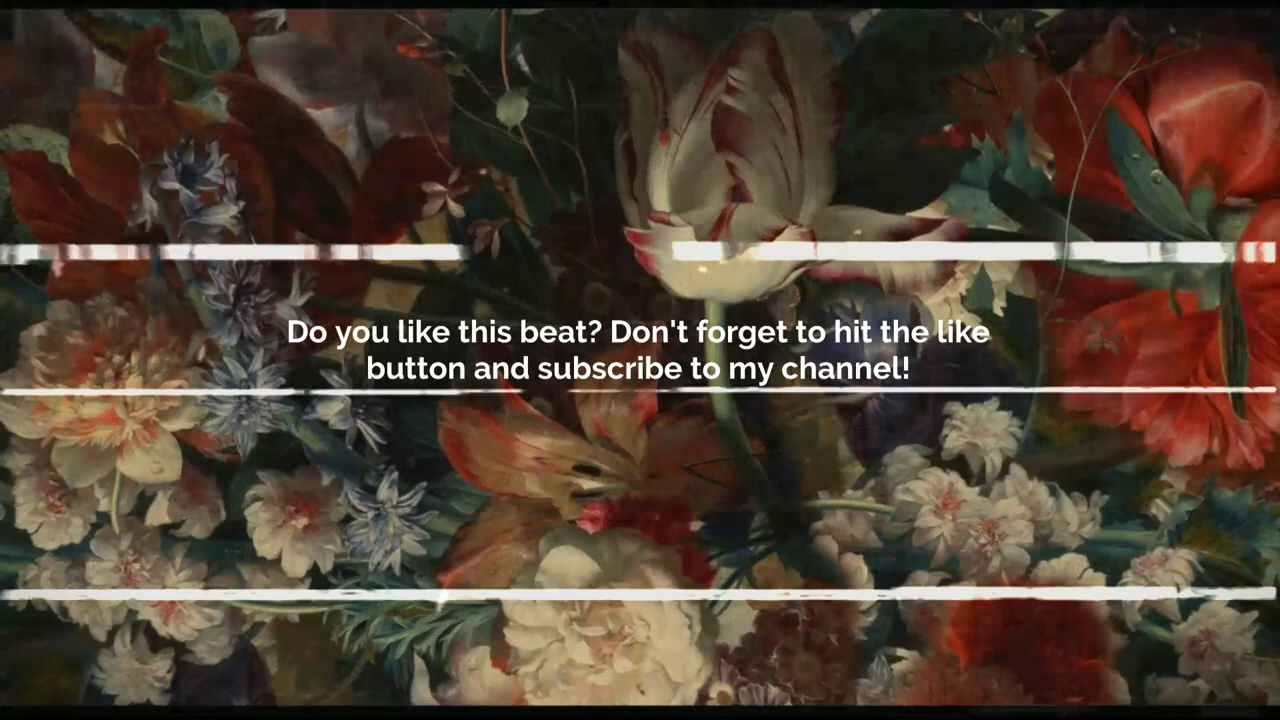 Do you like this beat? Don't forget to hit the like
button and subscribe to my channel!